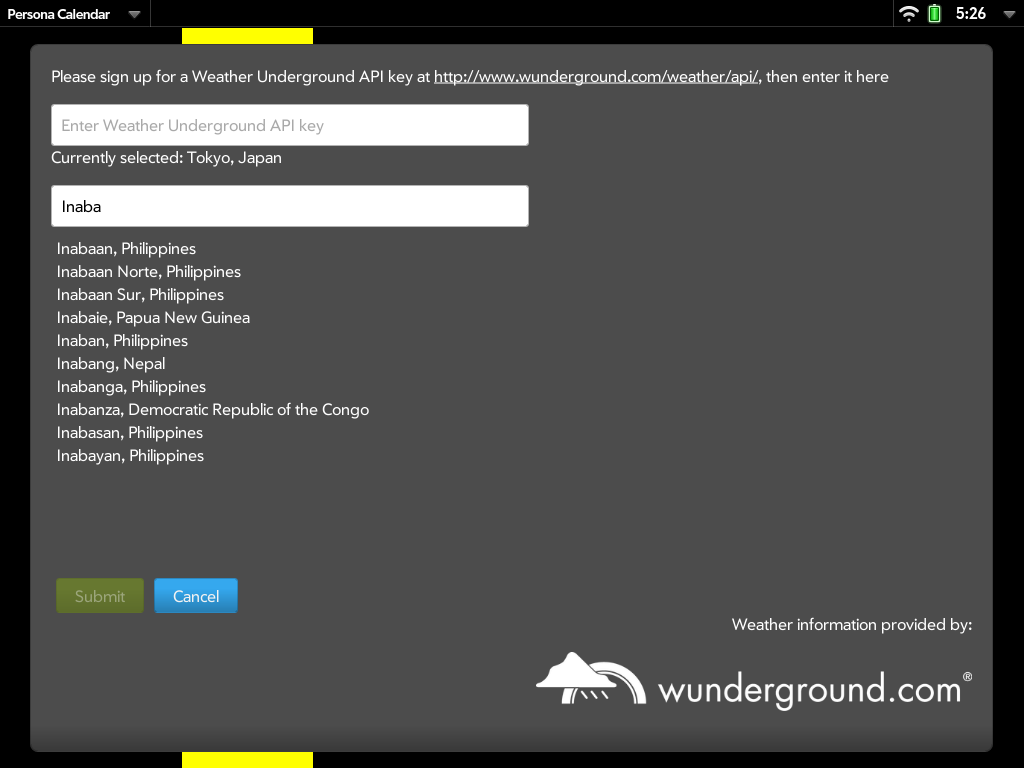 Persona Calendar
5:26
Please sign up for a Weather Underground API key at http://www.wunderground.com/weather/api/, then enter it here
Enter Weather Underground API key
Currently selected: Tokyo, Japan
Inaba
Inabaan, Philippines
Inabaan Norte, Philippines
Inabaan Sur, Philippines
Inabaie, Papua New Guinea
Inaban, Philippines
Inabang, Nepal
Inabanga, Philippines
Inabanza, Democratic Republic of the Congo
Inabasan, Philippines
Inabayan, Philippines
Submit
Cancel
Weather information provided by:
wunderground.com®